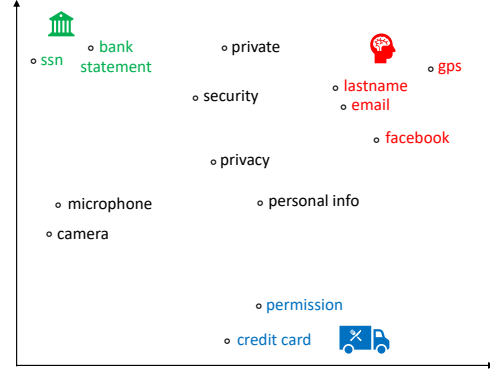 ssn
bank
statement
private
gps
lastname
email
security
facebook
privacy
microphone
personal info
camera
permission
credit card